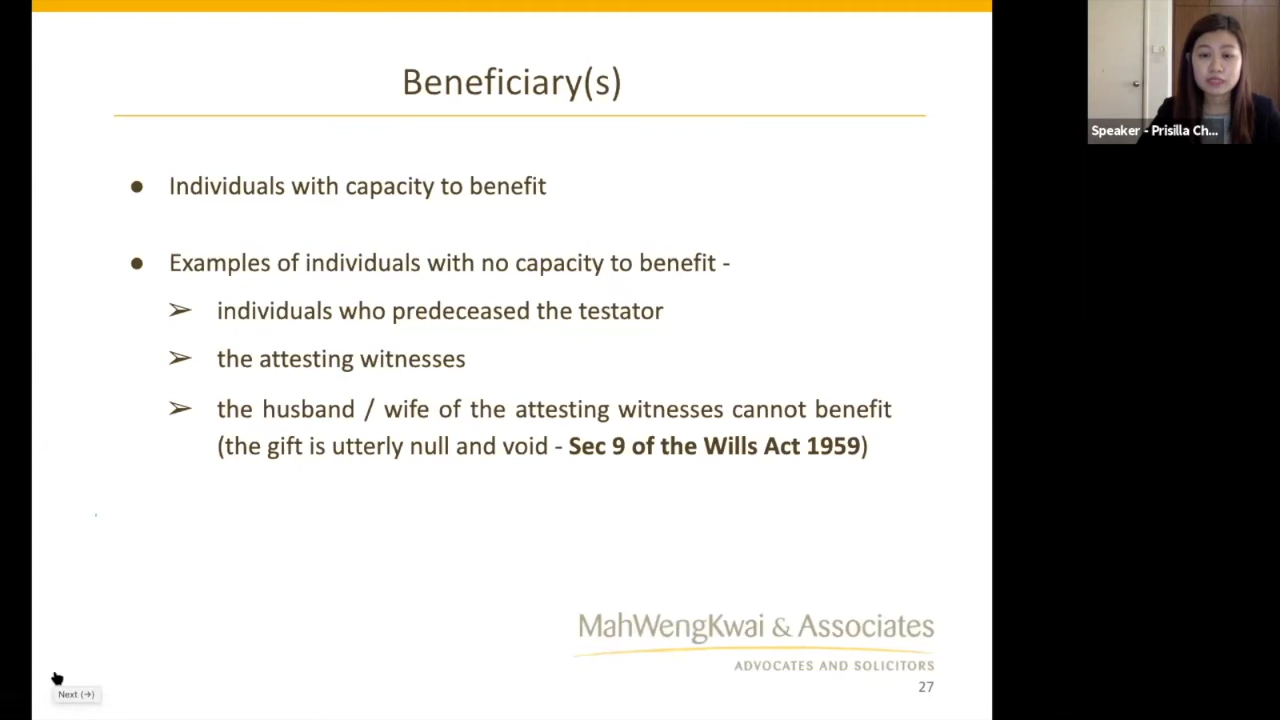 Beneficiary(s)
● Individuals with capacity to benefit
● Examples of individuals with no capacity to benefit -
➢ individuals who predeceased the testator
➢ the attesting witnesses
➢ the husband / wife of the attesting witnesses cannot benefit
(the gift is utterly null and void - Sec 9 of the Wills Act 1959)
MahWengKwai & Associates
ADVOCATES AND SOLICITORS
27
Next (→)
Speaker - Prisilla Ch...